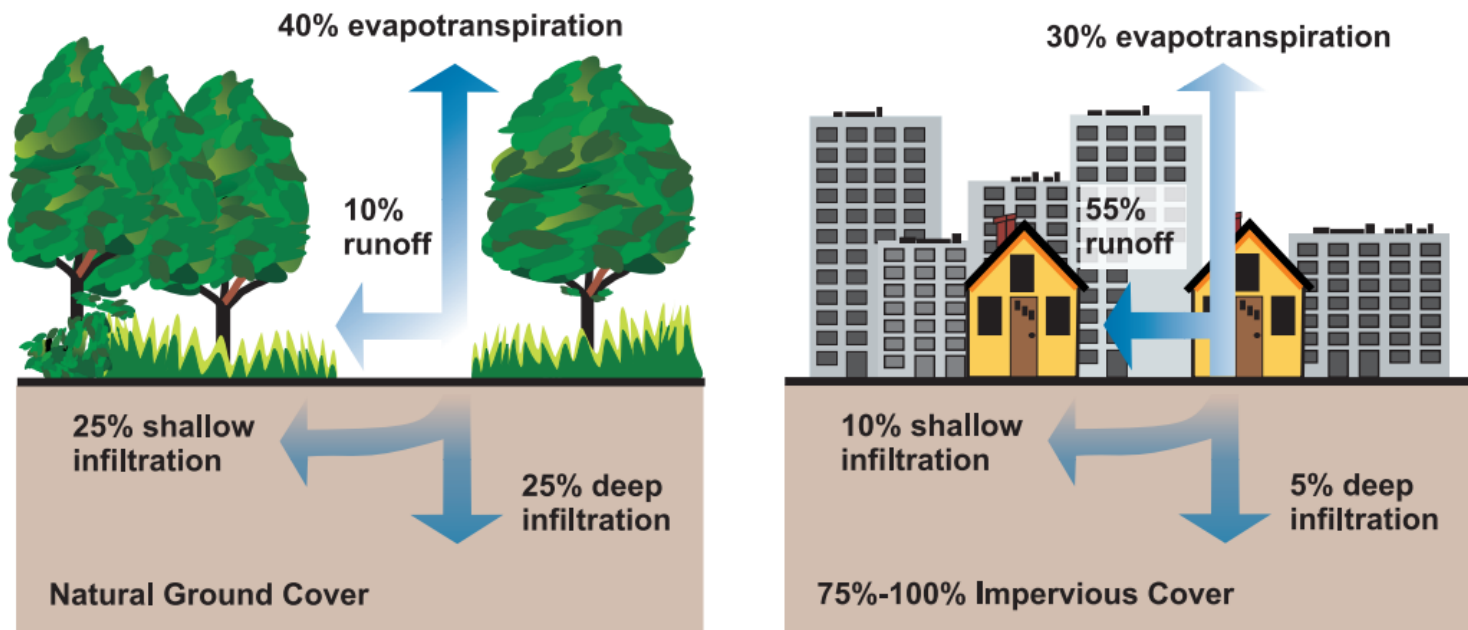 40% evapotranspiration
10%
runoff
25% shallow
infiltration
25% deep
infiltration
Natural Ground Cover
30% evapotranspiration
55%
runoff
10% shallow
infiltration
5% deep
infiltration
75%-100% Impervious Cover